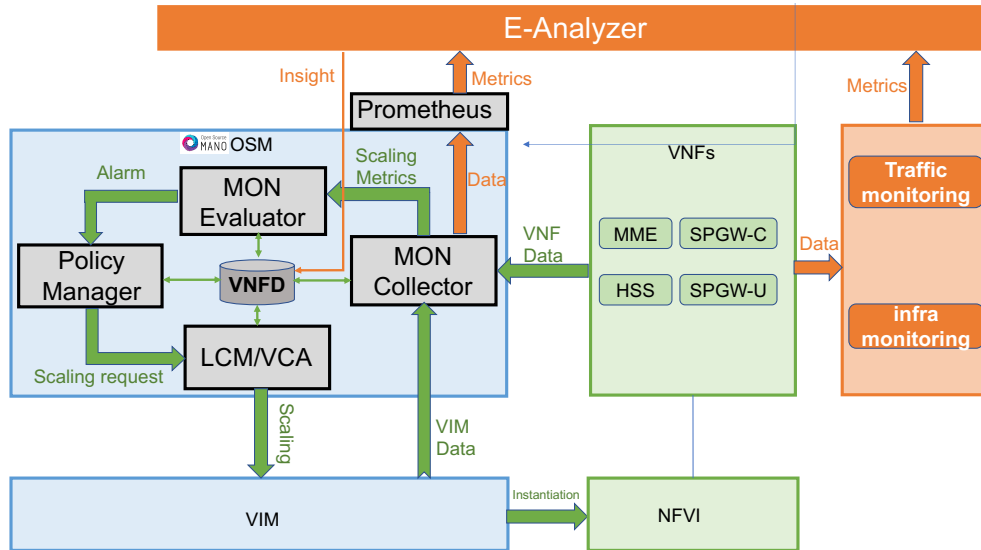 E-Analyzer
Insight
Metrics
Metrics
Prometheus
Open Source
MANO
OSM
VNFs
Alarm
Scaling
Metrics
Data
Traffic
monitoring
MON
Evaluator
VNF
Data
MME
SPGW-C
Data
Policy
Manager
VNFD
MON
Collector
HSS
SPGW-U
infra
monitoring
LCM/VCA
Scaling request
Scaling
VIM
Data
VIM
Instantiation
NFVI